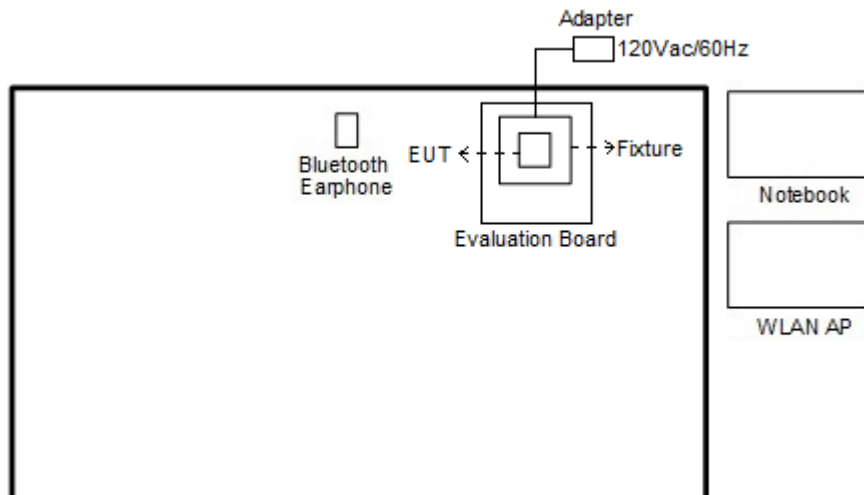 Adapter
120Vac/60Hz
Bluetooth
Earphone
EUT
Fixture
Evaluation Board
Notebook
WLAN AP